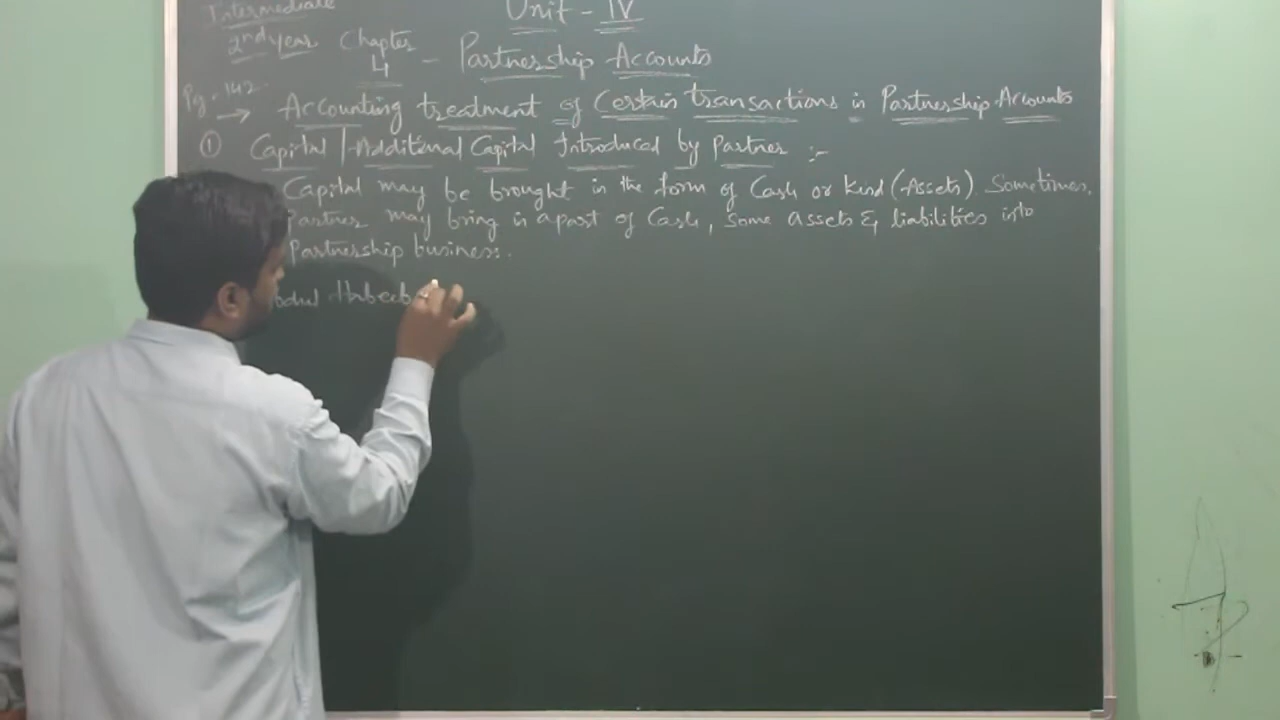 Intermediate
Unit - IV
2nd year Chapter 4 - Partnership Accounts
Pg. 142
→ Accounting treatment of Certain transactions in Partnership Accounts
① Capital / Additional Capital Introduced by Partner :-
Capital may be brought in the form of Cash or Kind (Assets) Sometimes,
Partner may bring in a part of Cash, Some assets & liabilities into
Partnership business.